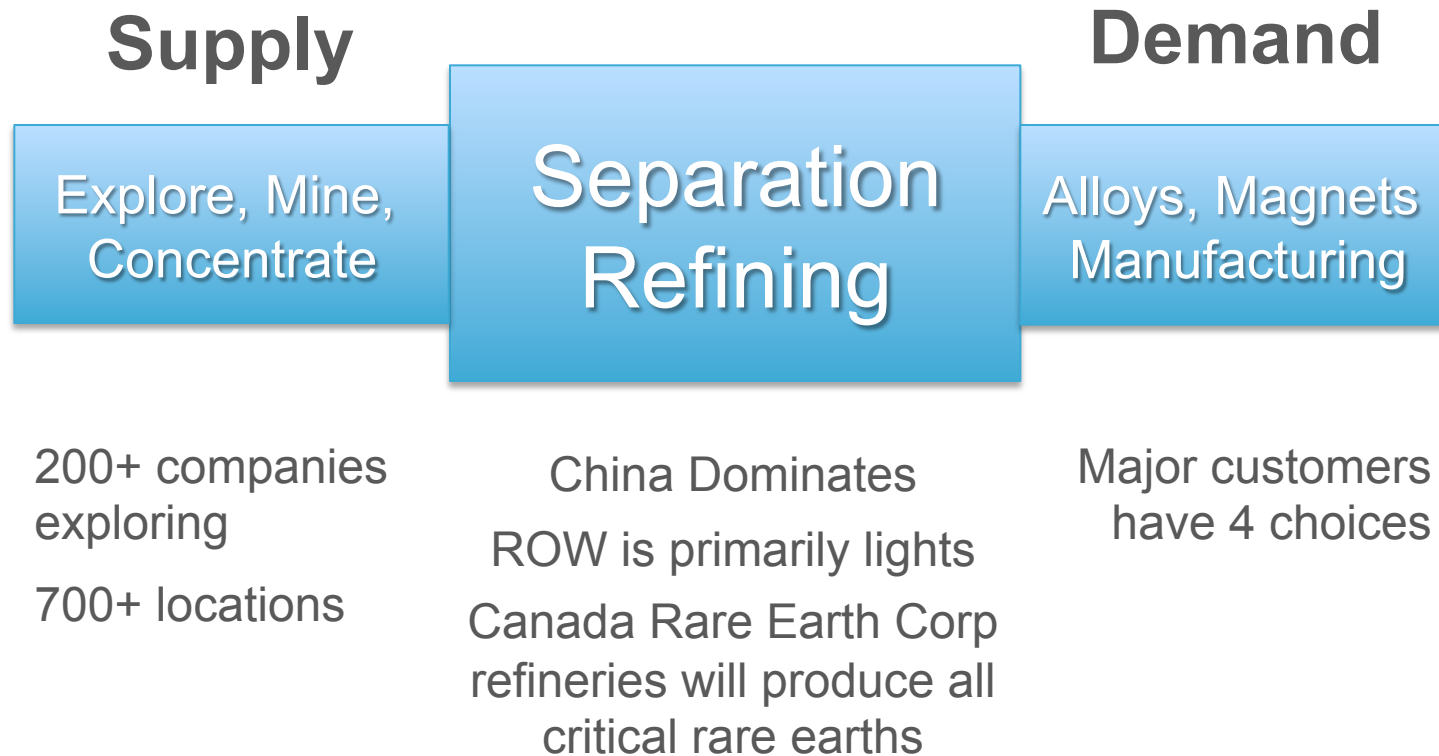 Supply
Demand
Explore, Mine,
Concentrate
Separation
Refining
Alloys, Magnets
Manufacturing
200+ companies
exploring
700+ locations
China Dominates
ROW is primarily lights
Canada Rare Earth Corp
refineries will produce all
critical rare earths
Major customers
have 4 choices